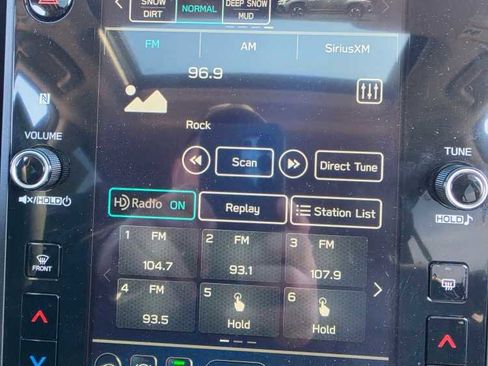 SNOW
DIRT
NORMAL
DEEP SNOW
MUD
FM AM SiriusXM
96.9
Rock
VOLUME
TUNE
HOLD
HOLD
Scan
Direct Tune
HD Radio ON
Replay
Station List
1 FM
104.7
2 FM
93.1
3 FM
107.9
4 FM
93.5
5
Hold
6
Hold
FRONT